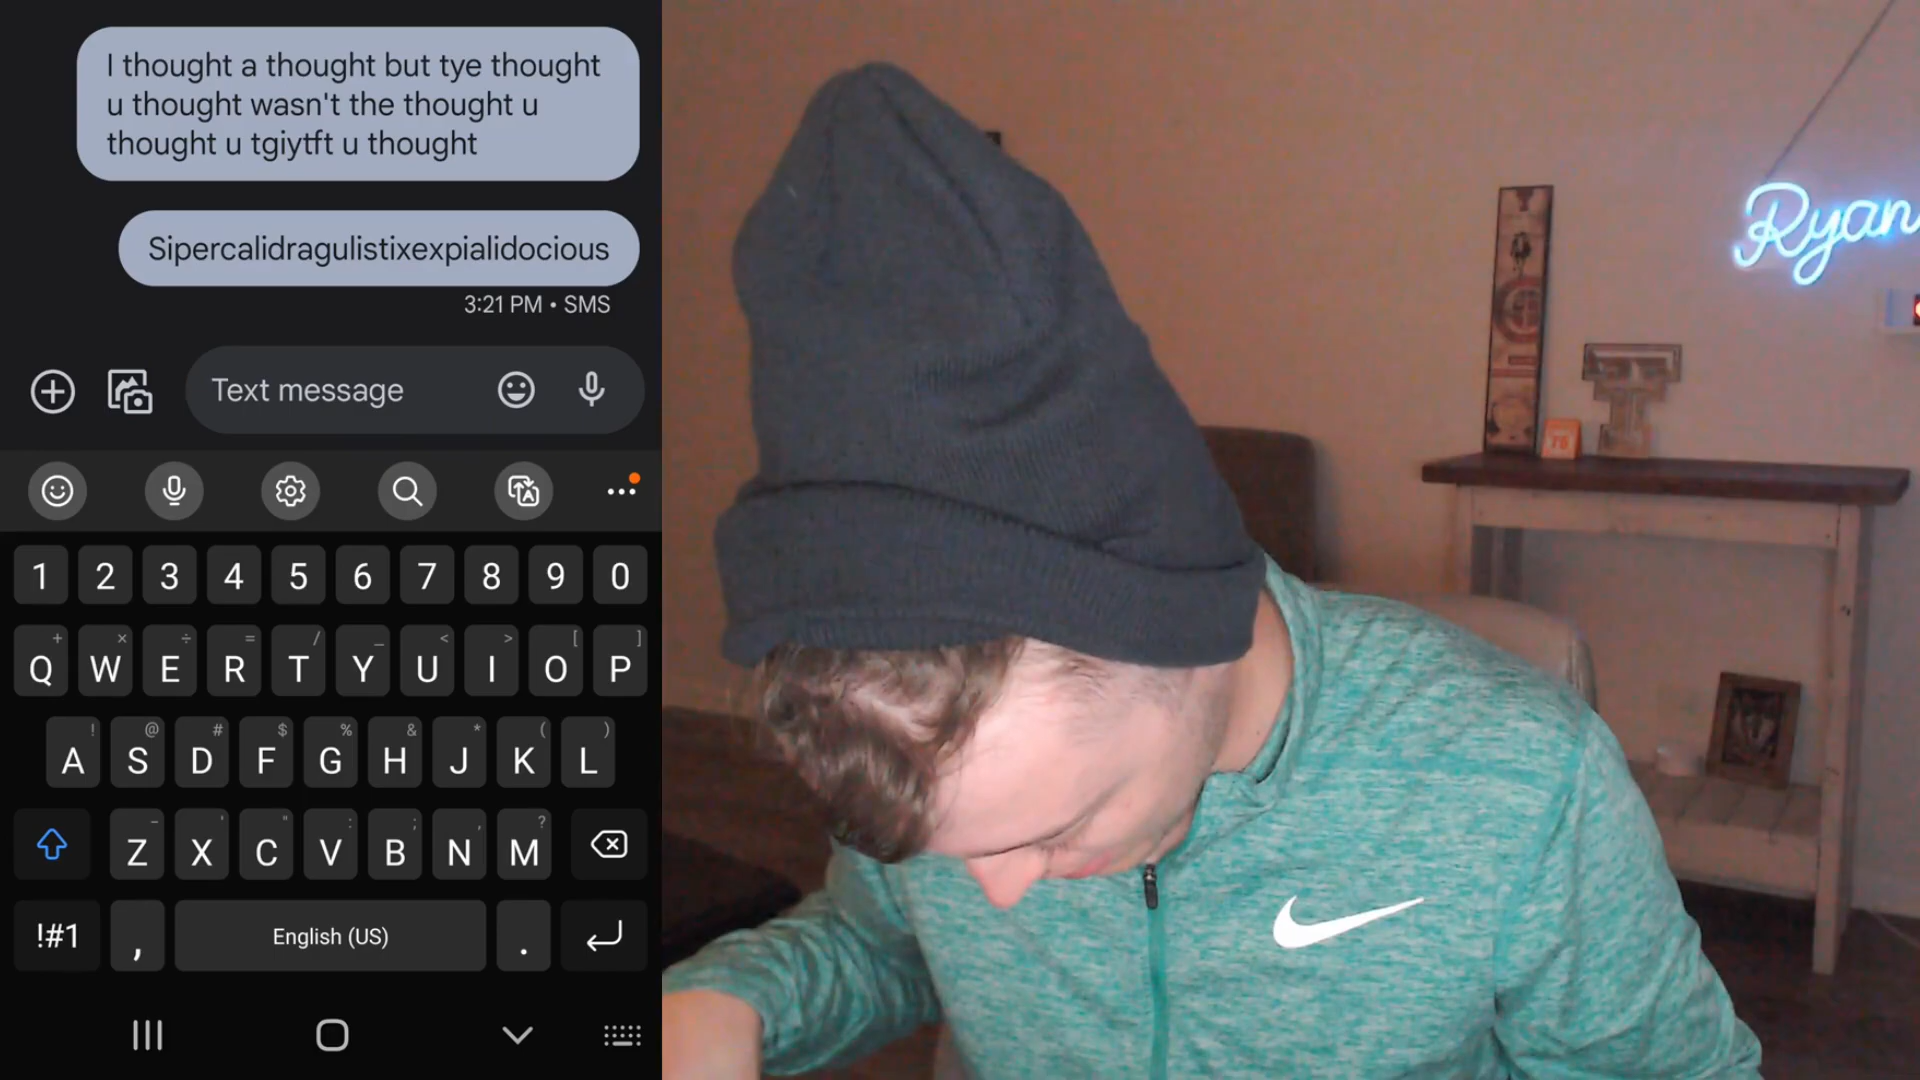 I thought a thought but tye thought
u thought wasn't the thought u
thought u tgiytft u thought
Sipercalidragulistixexpialidocious
3:21 PM • SMS
Text message
1 2 3 4 5 6 7 8 9 0
+ × ÷ = / _ < > [ ]
Q W E R T Y U I O P
! @ # $ % & * ( )
A S D F G H J K L
- ' " : ; , ?
Z X C V B N M
!#1 , English (US) .
Ryan